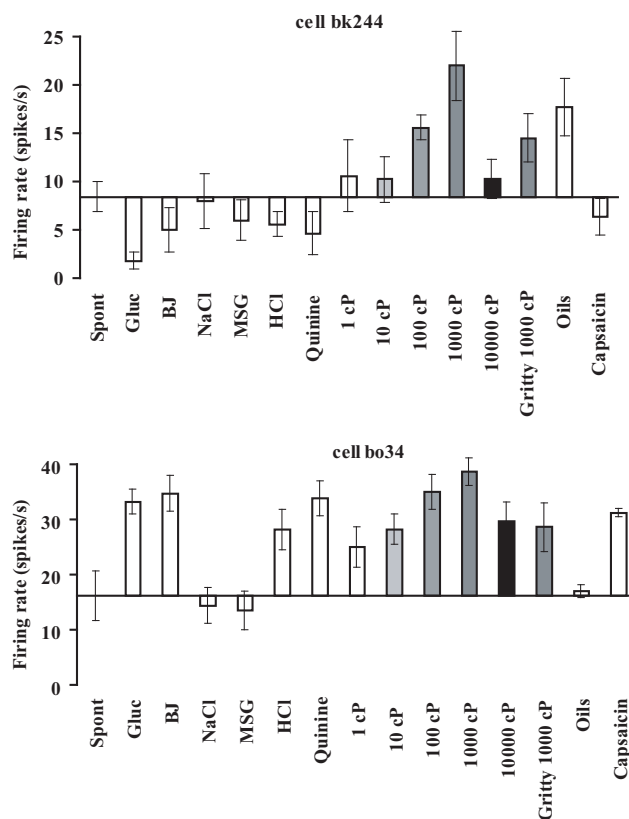 cell bk244
Firing rate (spikes/s)
25
20
15
10
5
0
Spont
Gluc
BJ
NaCl
MSG
HCl
Quinine
1 cP
10 cP
100 cP
1000 cP
10000 cP
Gritty 1000 cP
Oils
Capsaicin
cell bo34
Firing rate (spikes/s)
40
30
20
10
0
Spont
Gluc
BJ
NaCl
MSG
HCl
Quinine
1 cP
10 cP
100 cP
1000 cP
10000 cP
Gritty 1000 cP
Oils
Capsaicin